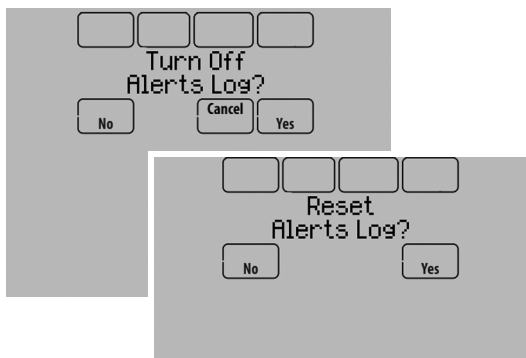 Turn Off
Alerts Log?
No Cancel Yes
Reset
Alerts Log?
No Yes